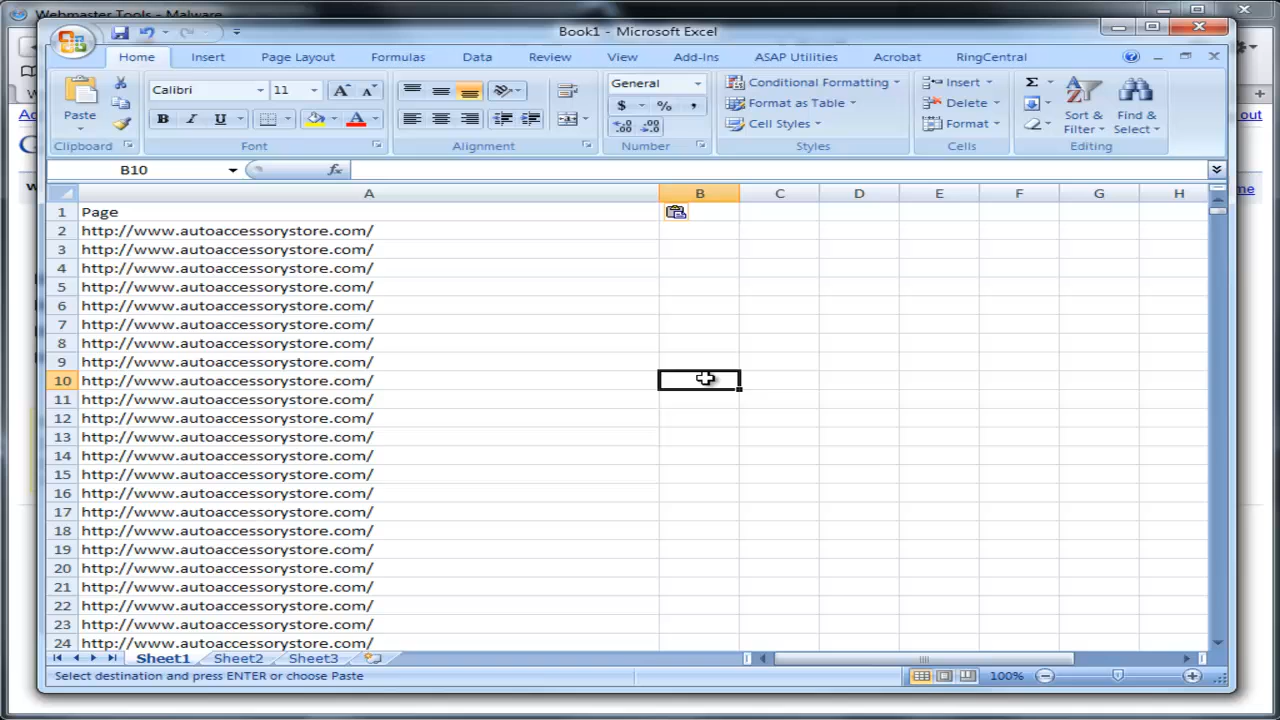 Webmaster Tools - Malware
Book1 - Microsoft Excel
Home Insert Page Layout Formulas Data Review View Add-Ins ASAP Utilities Acrobat RingCentral
Paste
Calibri 11
B I U A
General
$ % ,
Conditional Formatting
Format as Table
Cell Styles
Insert
Delete
Format
Σ
Sort & Filter
Find & Select
Clipboard Font Alignment Number Styles Cells Editing
B10 fx
out
A B C D E F G H
1 Page
2 http://www.autoaccessorystore.com/
3 http://www.autoaccessorystore.com/
4 http://www.autoaccessorystore.com/
5 http://www.autoaccessorystore.com/
6 http://www.autoaccessorystore.com/
7 http://www.autoaccessorystore.com/
8 http://www.autoaccessorystore.com/
9 http://www.autoaccessorystore.com/
10 http://www.autoaccessorystore.com/
11 http://www.autoaccessorystore.com/
12 http://www.autoaccessorystore.com/
13 http://www.autoaccessorystore.com/
14 http://www.autoaccessorystore.com/
15 http://www.autoaccessorystore.com/
16 http://www.autoaccessorystore.com/
17 http://www.autoaccessorystore.com/
18 http://www.autoaccessorystore.com/
19 http://www.autoaccessorystore.com/
20 http://www.autoaccessorystore.com/
21 http://www.autoaccessorystore.com/
22 http://www.autoaccessorystore.com/
23 http://www.autoaccessorystore.com/
24 http://www.autoaccessorystore.com/
Sheet1 Sheet2 Sheet3
Select destination and press ENTER or choose Paste 100%